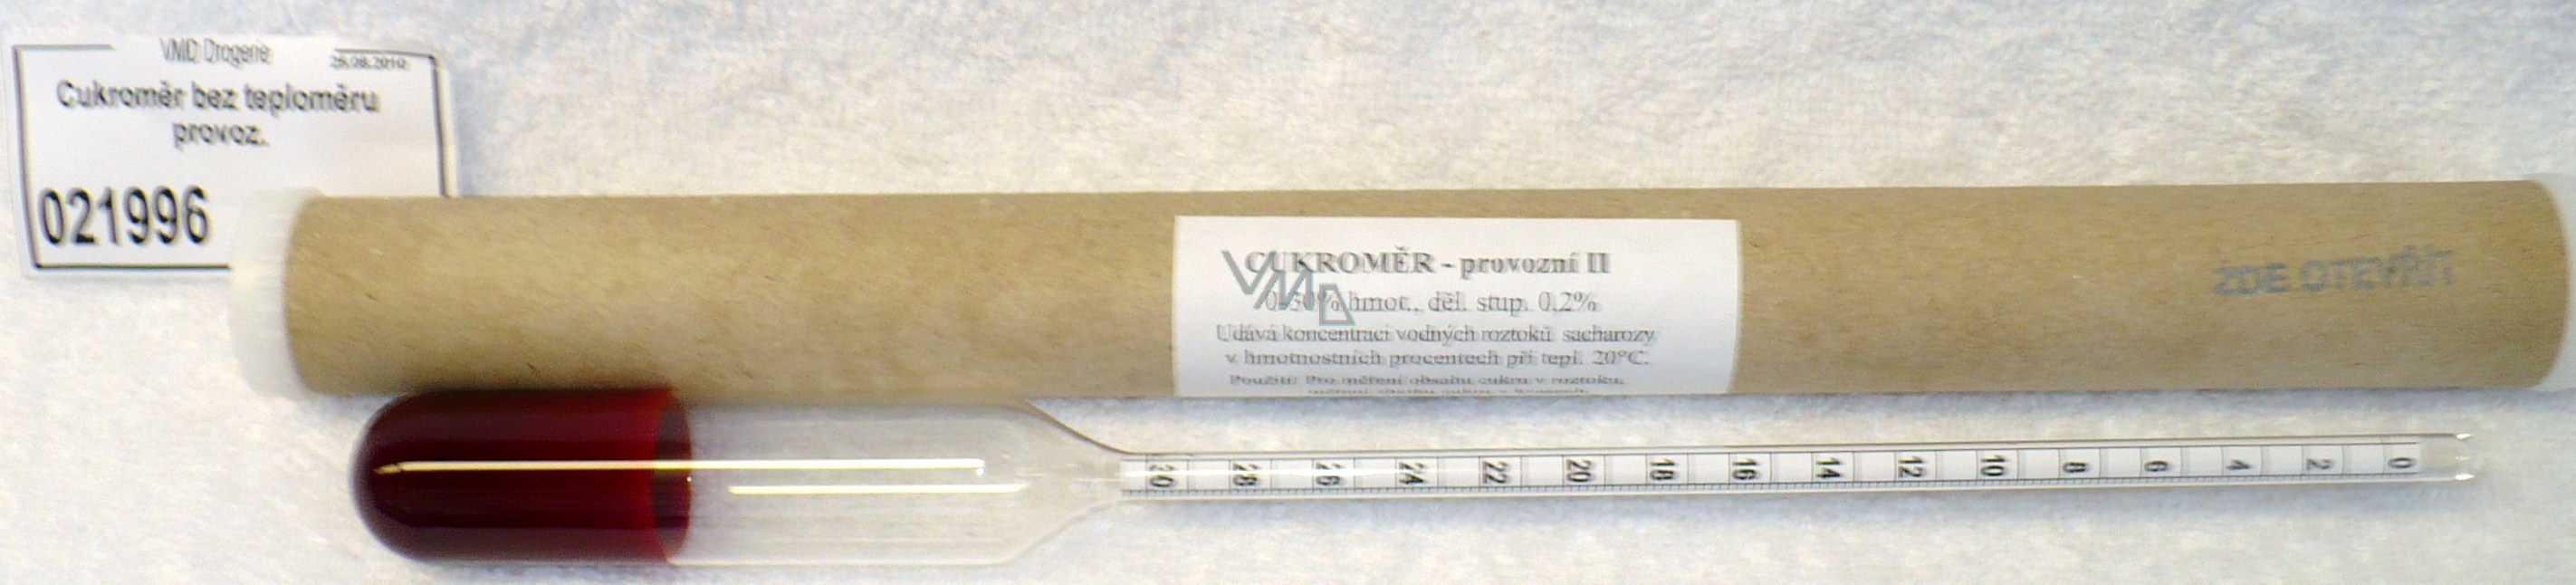 VMD Drogerie
25.08.2010
Cukroměr bez teploměru
provoz.
021996
CUKROMĚR - provozní II
0-30% hmot., děl. stup. 0,2%
Udává koncentraci vodných roztoků sacharozy
v hmotnostních procentech při tepl. 20°C.
Použití: Pro měření obsahu cukru v roztoku,
VMD
ZDE OTEVŘÍT
30 28 26 24 22 20 18 16 14 12 10 8 6 4 2 0